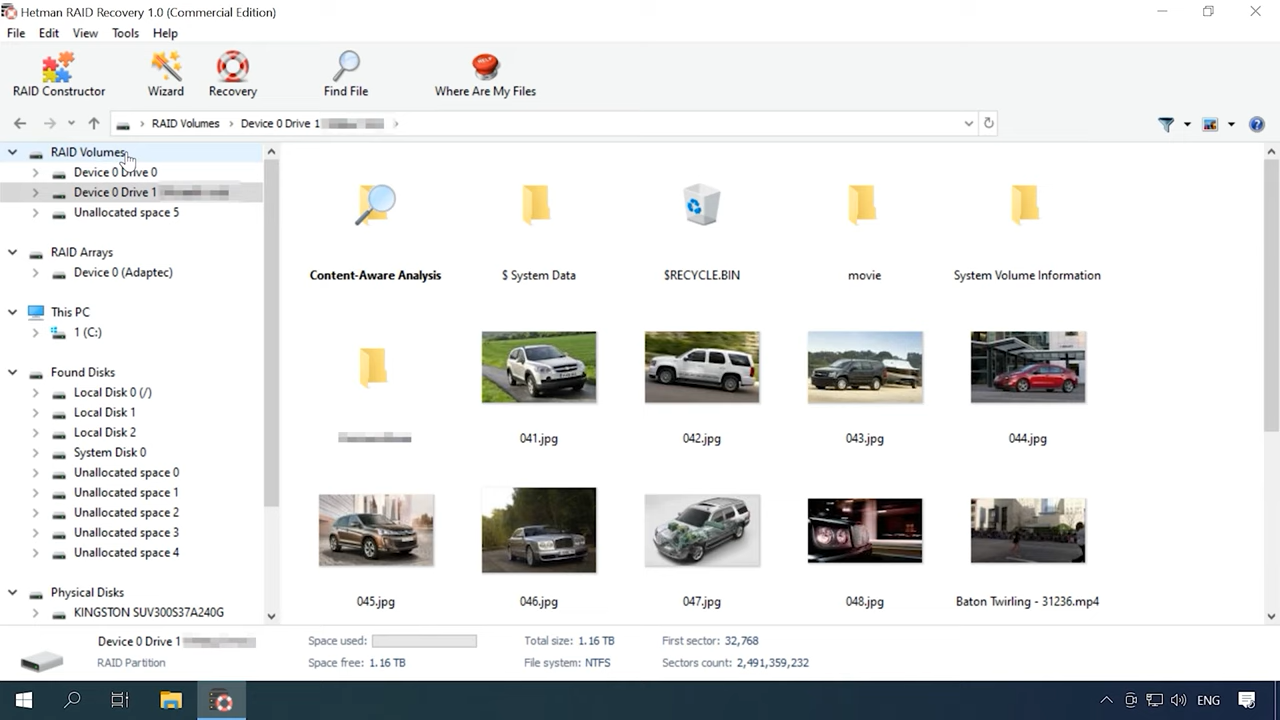 Hetman RAID Recovery 1.0 (Commercial Edition)
File Edit View Tools Help
RAID Constructor Wizard Recovery Find File Where Are My Files
RAID Volumes Device 0 Drive 1
RAID Volumes
Device 0 Drive 0
Device 0 Drive 1
Unallocated space 5
RAID Arrays
Device 0 (Adaptec)
This PC
1 (C:)
Found Disks
Local Disk 0 (/)
Local Disk 1
Local Disk 2
System Disk 0
Unallocated space 0
Unallocated space 1
Unallocated space 2
Unallocated space 3
Unallocated space 4
Physical Disks
KINGSTON SUV300S37A240G
Content-Aware Analysis $ System Data $RECYCLE.BIN movie System Volume Information
041.jpg 042.jpg 043.jpg 044.jpg
045.jpg 046.jpg 047.jpg 048.jpg Baton Twirling - 31236.mp4
Device 0 Drive 1 Space used: Total size: 1.16 TB First sector: 32,768
RAID Partition Space free: 1.16 TB File system: NTFS Sectors count: 2,491,359,232
ENG